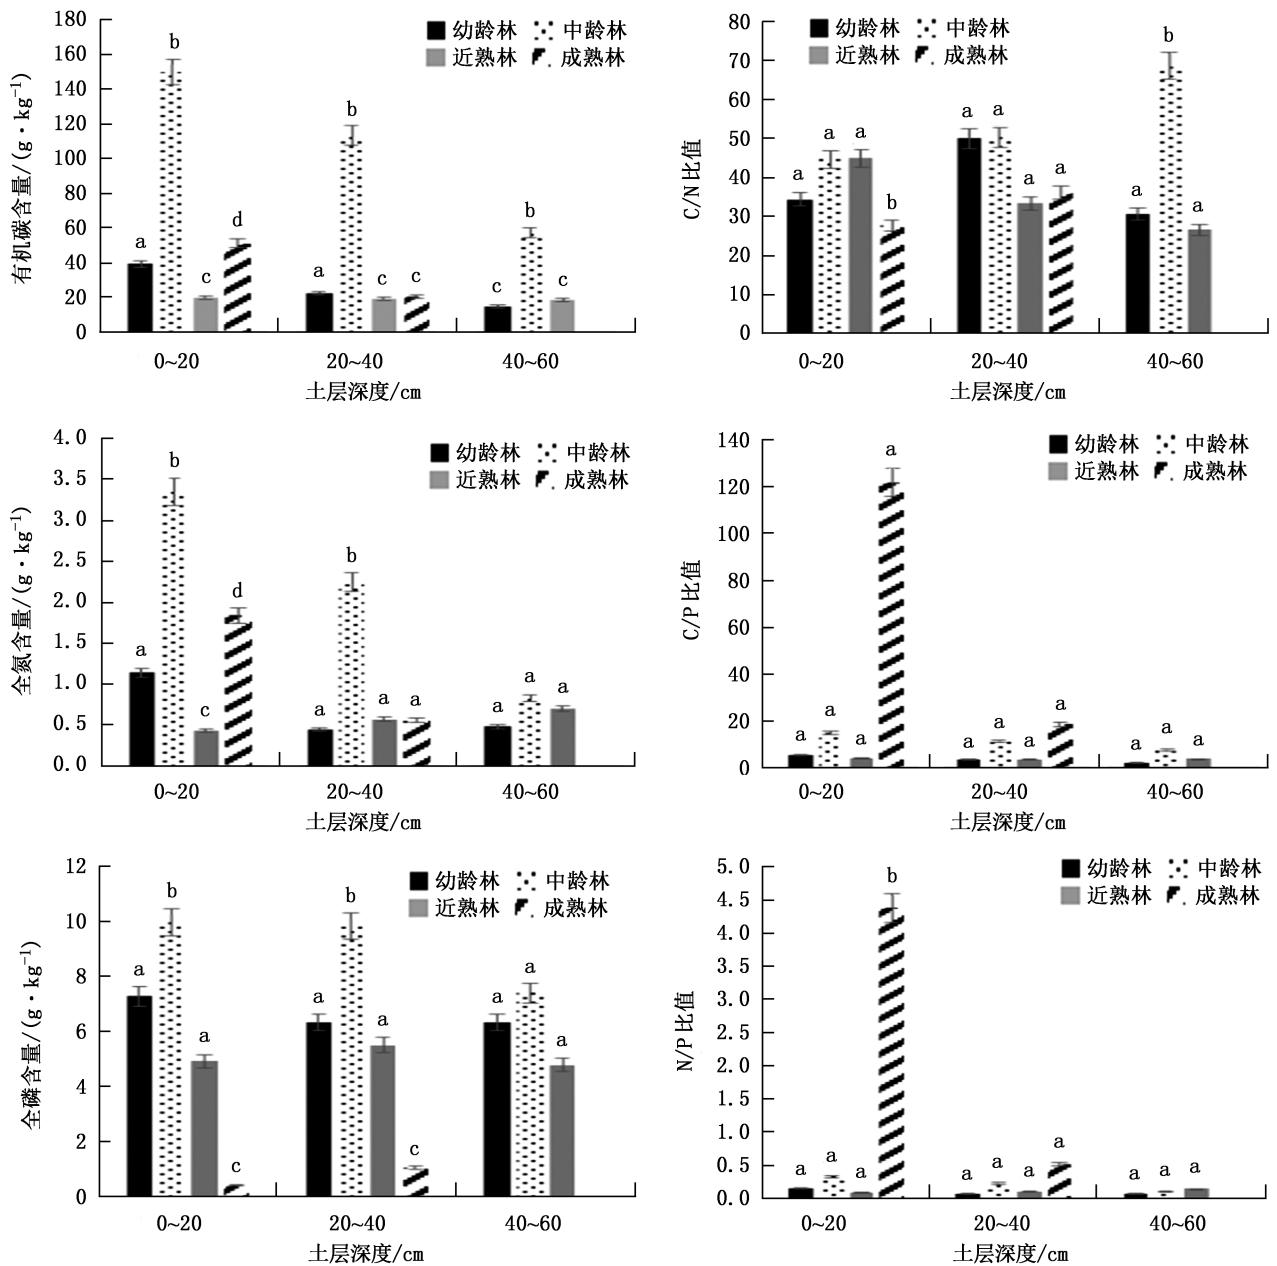 有机碳含量/(g·kg⁻¹)
180
160
140
120
100
80
60
40
20
0
幼龄林 中龄林
近熟林 成熟林
a b c d
a b c c
c b c
0~20 20~40 40~60
土层深度/cm
C/N比值
80
70
60
50
40
30
20
10
0
幼龄林 中龄林
近熟林 成熟林
a a a b
a a a a
a b a
0~20 20~40 40~60
土层深度/cm
全氮含量/(g·kg⁻¹)
4.0
3.5
3.0
2.5
2.0
1.5
1.0
0.5
0.0
幼龄林 中龄林
近熟林 成熟林
a b c d
a b a a
a a a
0~20 20~40 40~60
土层深度/cm
C/P比值
140
120
100
80
60
40
20
0
幼龄林 中龄林
近熟林 成熟林
a a a a
a a a a
a a a
0~20 20~40 40~60
土层深度/cm
全磷含量/(g·kg⁻¹)
12
10
8
6
4
2
0
幼龄林 中龄林
近熟林 成熟林
a b a c
a b a c
a a a
0~20 20~40 40~60
土层深度/cm
N/P比值
5.0
4.5
4.0
3.5
3.0
2.5
2.0
1.5
1.0
0.5
0.0
幼龄林 中龄林
近熟林 成熟林
a a a b
a a a a
a a a
0~20 20~40 40~60
土层深度/cm